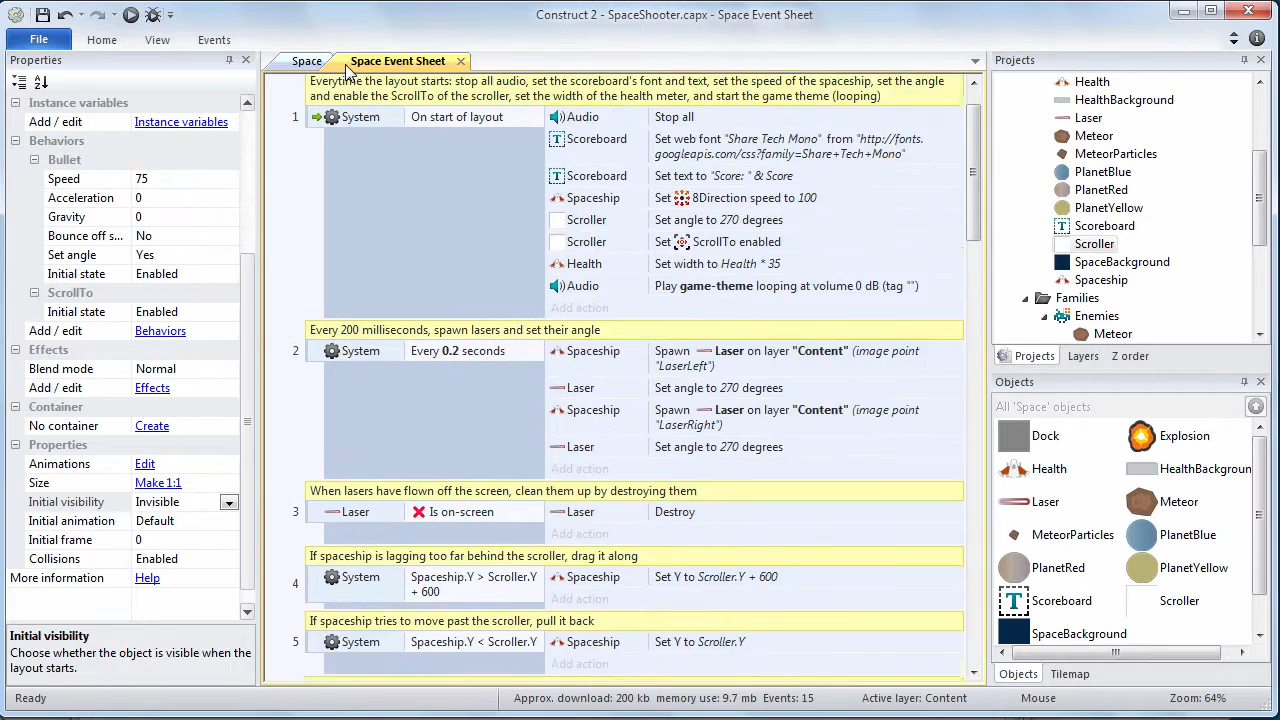 Construct 2 - SpaceShooter.capx - Space Event Sheet
File
Home
View
Events
Properties
Instance variables
Add / edit
Instance variables
Behaviors
Bullet
Speed
75
Acceleration
0
Gravity
0
Bounce off s...
No
Set angle
Yes
Initial state
Enabled
ScrollTo
Initial state
Enabled
Add / edit
Behaviors
Effects
Blend mode
Normal
Add / edit
Effects
Container
No container
Create
Properties
Animations
Edit
Size
Make 1:1
Initial visibility
Invisible
Initial animation
Default
Initial frame
0
Collisions
Enabled
More information
Help
Initial visibility
Choose whether the object is visible when the
layout starts.
Space
Space Event Sheet
Everytime the layout starts: stop all audio, set the scoreboard's font and text, set the speed of the spaceship, set the angle
and enable the ScrollTo of the scroller, set the width of the health meter, and start the game theme (looping)
1
System
On start of layout
Audio
Stop all
Scoreboard
Set web font "Share Tech Mono" from "http://fonts.
googleapis.com/css?family=Share+Tech+Mono"
Scoreboard
Set text to "Score: " & Score
Spaceship
Set 8Direction speed to 100
Scroller
Set angle to 270 degrees
Scroller
Set ScrollTo enabled
Health
Set width to Health * 35
Audio
Play game-theme looping at volume 0 dB (tag "")
Add action
Every 200 milliseconds, spawn lasers and set their angle
2
System
Every 0.2 seconds
Spaceship
Spawn Laser on layer "Content" (image point
"LaserLeft")
Laser
Set angle to 270 degrees
Spaceship
Spawn Laser on layer "Content" (image point
"LaserRight")
Laser
Set angle to 270 degrees
Add action
When lasers have flown off the screen, clean them up by destroying them
3
Laser
Is on-screen
Laser
Destroy
Add action
If spaceship is lagging too far behind the scroller, drag it along
4
System
Spaceship.Y > Scroller.Y
+ 600
Spaceship
Set Y to Scroller.Y + 600
Add action
If spaceship tries to move past the scroller, pull it back
5
System
Spaceship.Y < Scroller.Y
Spaceship
Set Y to Scroller.Y
Add action
Projects
Health
HealthBackground
Laser
Meteor
MeteorParticles
PlanetBlue
PlanetRed
PlanetYellow
Scoreboard
Scroller
SpaceBackground
Spaceship
Families
Enemies
Meteor
Projects
Layers
Z order
Objects
All 'Space' objects
Dock
Explosion
Health
HealthBackgroun
Laser
Meteor
MeteorParticles
PlanetBlue
PlanetRed
PlanetYellow
Scoreboard
Scroller
SpaceBackground
Objects
Tilemap
Ready
Approx. download: 200 kb
memory use: 9.7 mb
Events: 15
Active layer: Content
Mouse
Zoom: 64%